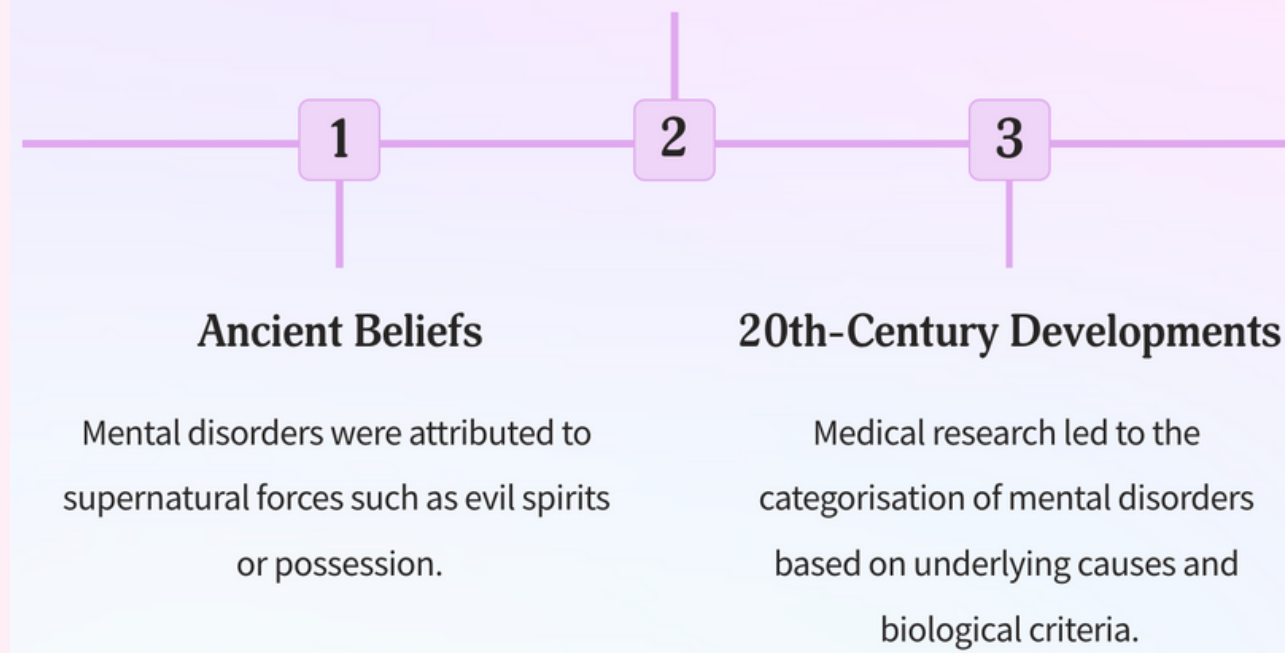 1
2
3
Ancient Beliefs
Mental disorders were attributed to
supernatural forces such as evil spirits
or possession.
20th-Century Developments
Medical research led to the
categorisation of mental disorders
based on underlying causes and
biological criteria.